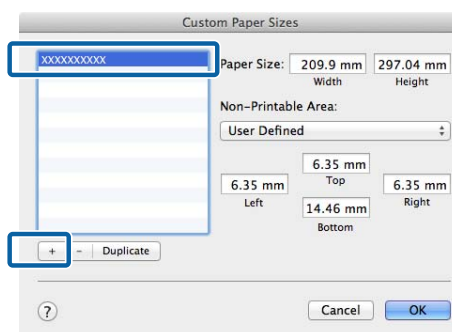 Custom Paper Sizes
XXXXXXXXXX
Paper Size: 209.9 mm 297.04 mm
Width Height
Non-Printable Area:
User Defined
6.35 mm
Top
6.35 mm 6.35 mm
Left Right
14.46 mm
Bottom
+ - Duplicate
? Cancel OK